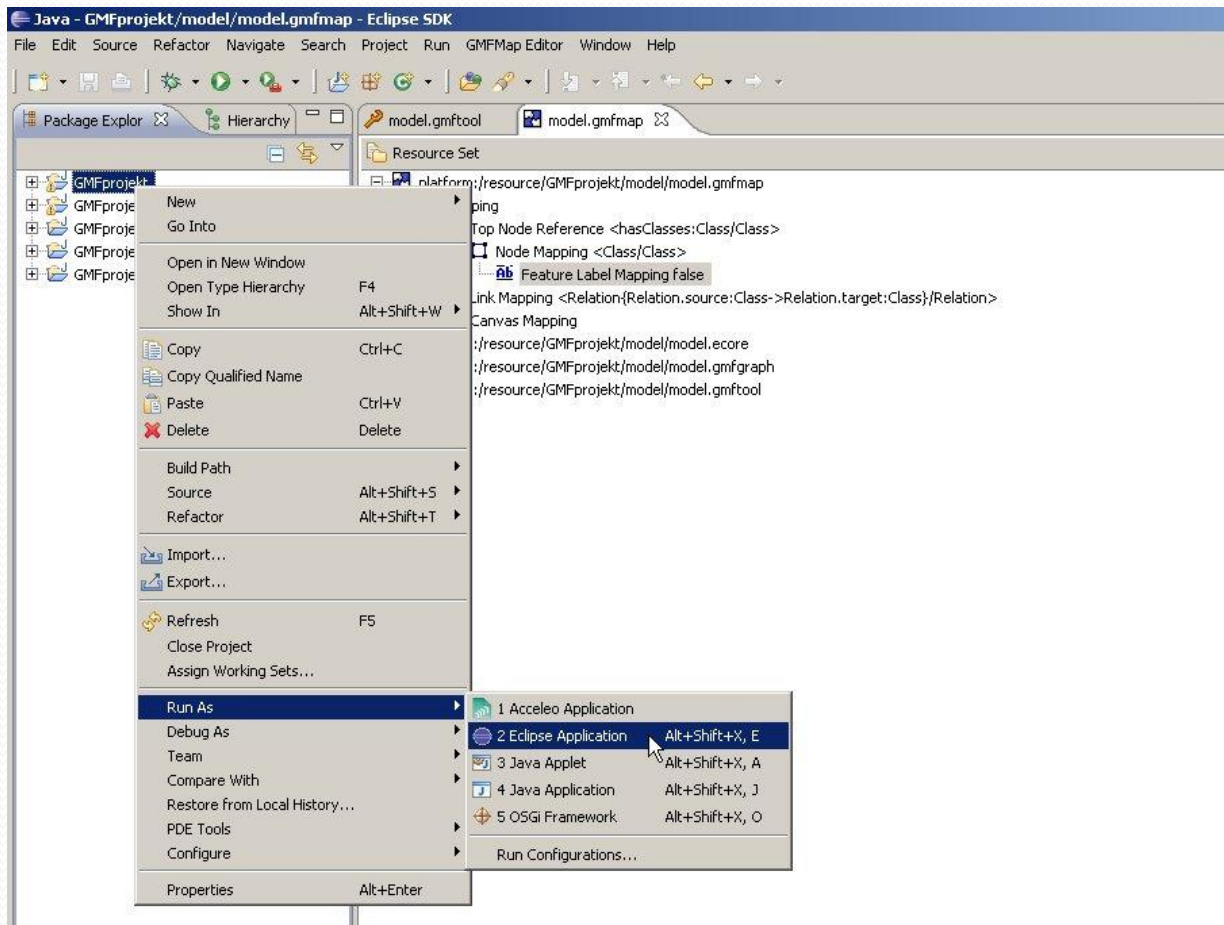 Java - GMFprojekt/model/model.gmfmap - Eclipse SDK
File Edit Source Refactor Navigate Search Project Run GMFMap Editor Window Help
Package Explor Hierarchy
model.gmftool model.gmfmap
Resource Set
GMFprojekt
GMFproje
GMFproje
GMFproje
GMFproje
platform:/resource/GMFprojekt/model/model.gmfmap
pping
Top Node Reference <hasClasses:Class/Class>
Node Mapping <Class/Class>
Ab Feature Label Mapping false
Link Mapping <Relation{Relation.source:Class->Relation.target:Class}/Relation>
Canvas Mapping
:/resource/GMFprojekt/model/model.ecore
:/resource/GMFprojekt/model/model.gmfgraph
:/resource/GMFprojekt/model/model.gmftool
New
Go Into
Open in New Window
Open Type Hierarchy F4
Show In Alt+Shift+W
Copy Ctrl+C
Copy Qualified Name
Paste Ctrl+V
Delete Delete
Build Path
Source Alt+Shift+S
Refactor Alt+Shift+T
Import...
Export...
Refresh F5
Close Project
Assign Working Sets...
Run As
Debug As
Team
Compare With
Restore from Local History...
PDE Tools
Configure
Properties Alt+Enter
1 Acceleo Application
2 Eclipse Application Alt+Shift+X, E
3 Java Applet Alt+Shift+X, A
4 Java Application Alt+Shift+X, J
5 OSGi Framework Alt+Shift+X, O
Run Configurations...